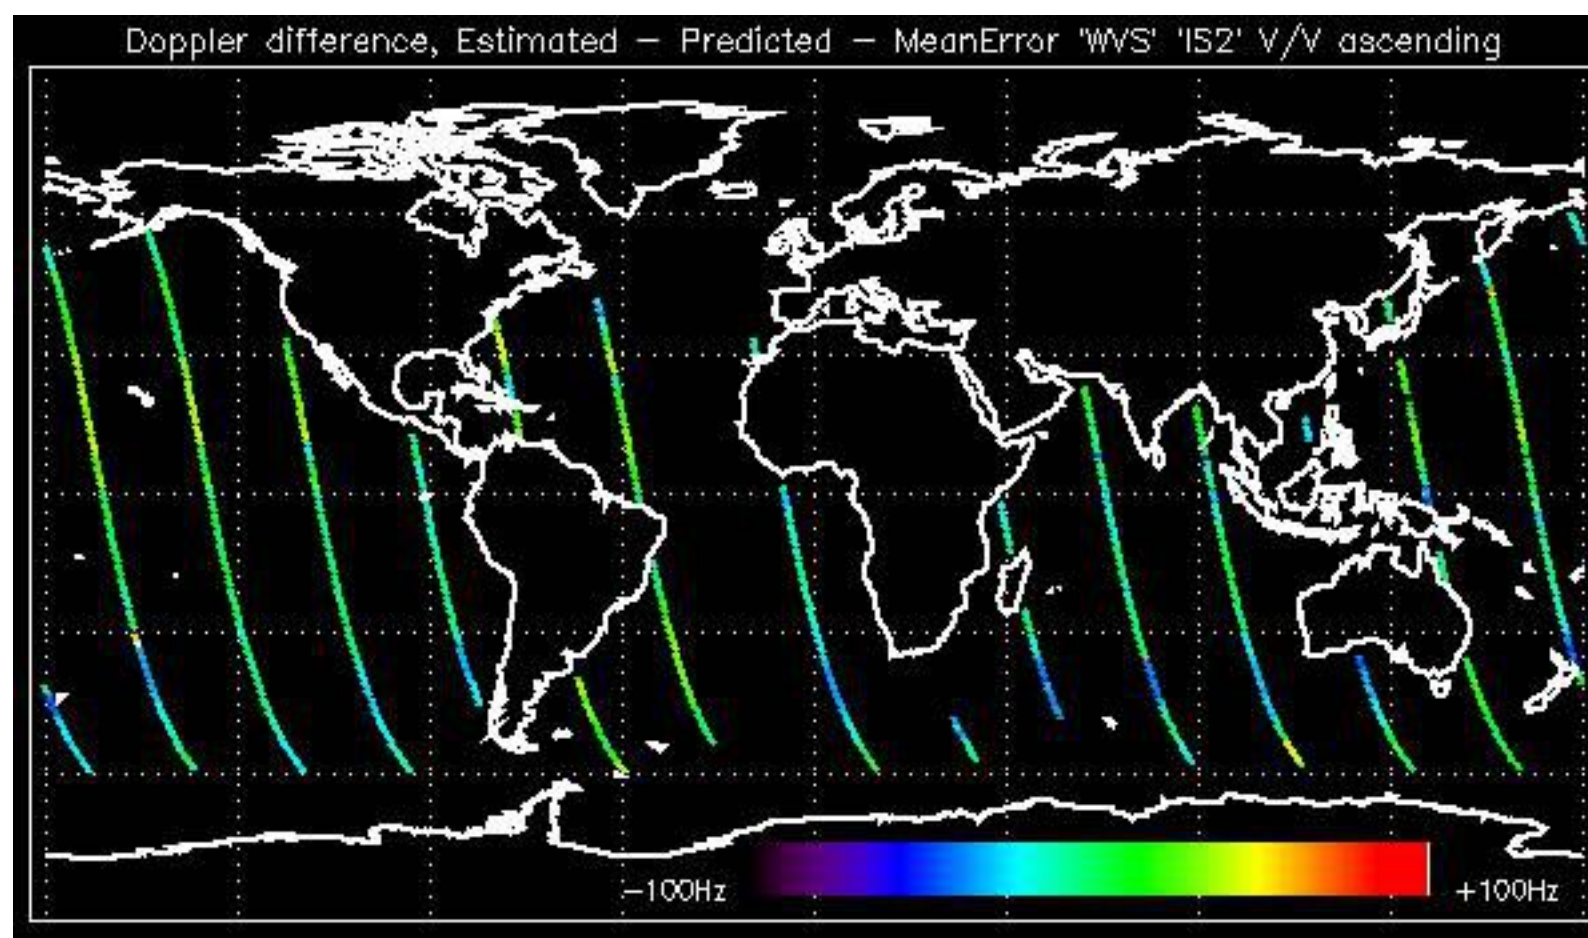 Doppler difference, Estimated – Predicted – MeanError 'WVS' 'IS2' V/V ascending
–100Hz +100Hz